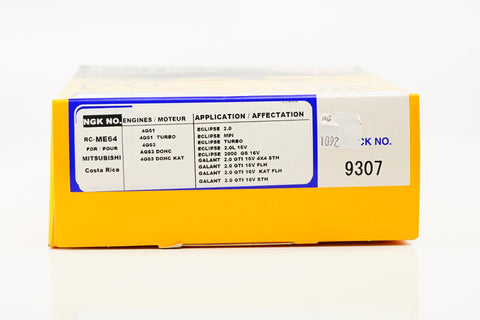 NGK NO.
ENGINES / MOTEUR
APPLICATION / AFFECTATION
RC-ME64
FOR / POUR
MITSUBISHI
Costa Rica
4G61
4G61 TURBO
4G63
4G63 DOHC
4G63 DOHC KAT
ECLIPSE 2.0
ECLIPSE MPI
ECLIPSE TURBO
ECLIPSE 2.0L 16V
ECLIPSE 2000 GS 16V
GALANT 2.0 GTI 16V 4X4 5TH
GALANT 2.0 GTI 16V FLH
GALANT 2.0 GTI 16V KAT FLH
GALANT 2.0 GTI 16V 5TH
NG
1092
CK NO.
9307